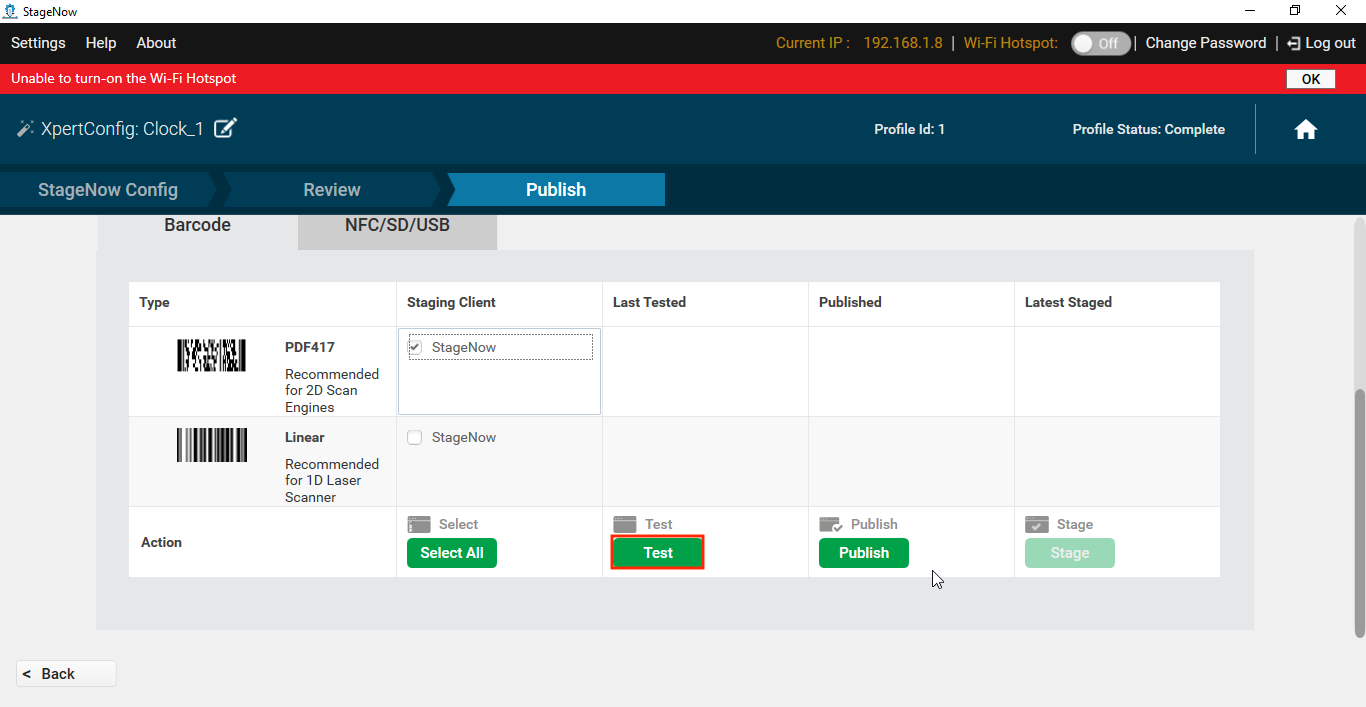 StageNow
Settings Help About Current IP : 192.168.1.8 | Wi-Fi Hotspot: Off | Change Password | Log out
Unable to turn-on the Wi-Fi Hotspot OK
XpertConfig: Clock_1 Profile Id: 1 Profile Status: Complete
StageNow Config Review Publish
Barcode NFC/SD/USB
Type Staging Client Last Tested Published Latest Staged
PDF417 StageNow
Recommended
for 2D Scan
Engines
Linear StageNow
Recommended
for 1D Laser
Scanner
Select Test Publish Stage
Action
Select All Test Publish Stage
< Back